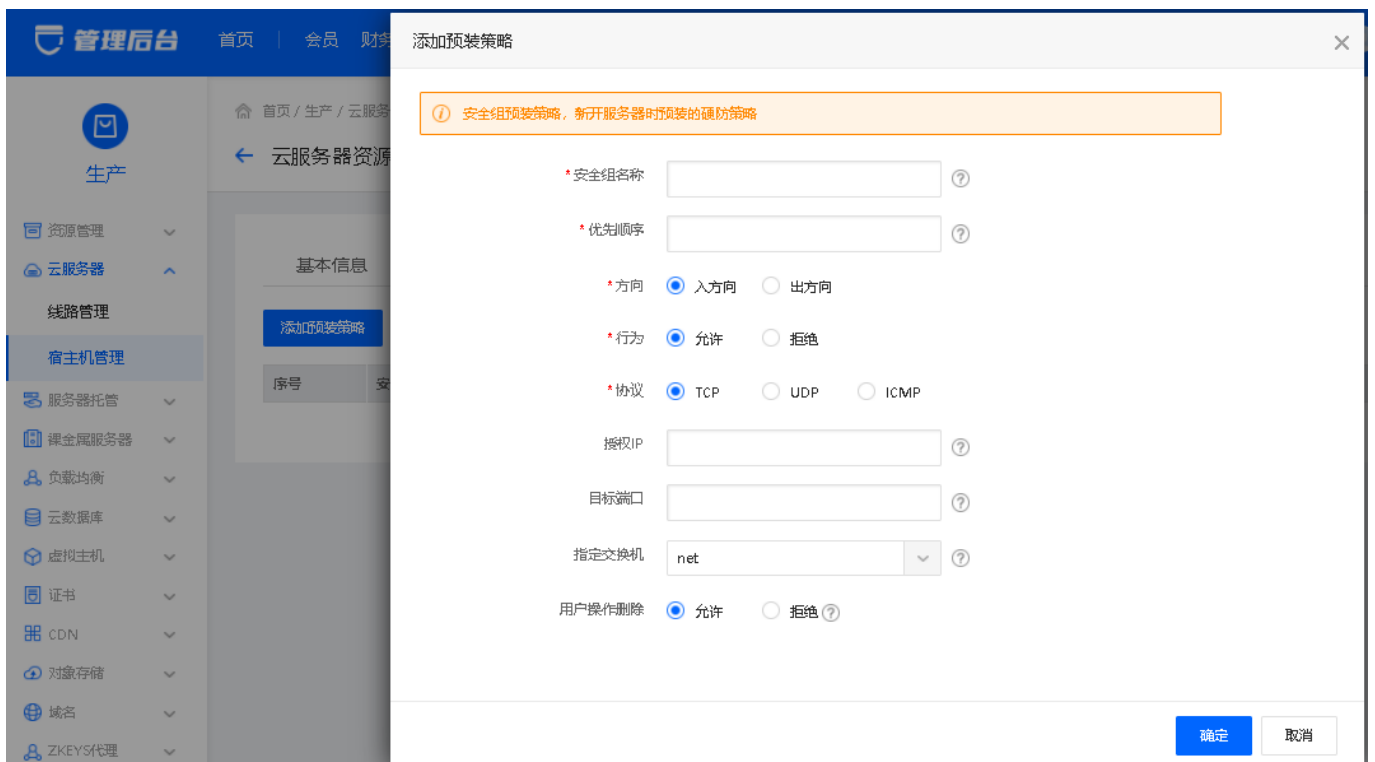 管理后台
首页 | 会员 财务
生产
资源管理
云服务器
线路管理
宿主机管理
服务器托管
裸金属服务器
负载均衡
云数据库
虚拟主机
证书
CDN
对象存储
域名
ZKEYS代理
首页 / 生产 / 云服务
云服务器资源
基本信息
添加预装策略
序号 安
添加预装策略
安全组预装策略，新开服务器时预装的硬防策略
*安全组名称
*优先顺序
*方向 入方向 出方向
*行为 允许 拒绝
*协议 TCP UDP ICMP
授权IP
目标端口
指定交换机 net
用户操作删除 允许 拒绝
确定 取消